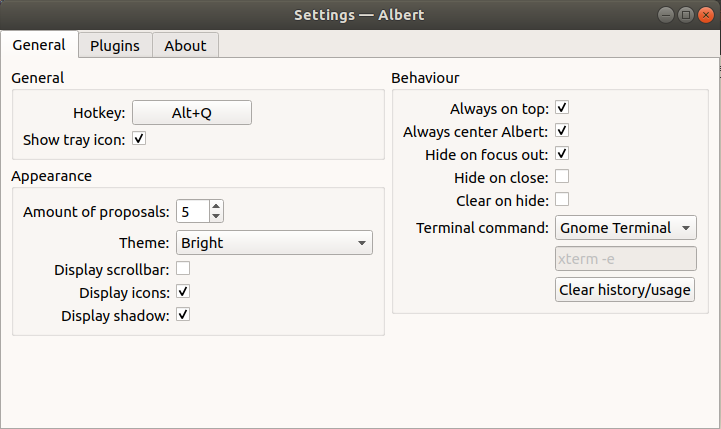 Settings — Albert
General
Plugins
About
General
Hotkey: Alt+Q
Show tray icon:
Appearance
Amount of proposals: 5
Theme: Bright
Display scrollbar:
Display icons:
Display shadow:
Behaviour
Always on top:
Always center Albert:
Hide on focus out:
Hide on close:
Clear on hide:
Terminal command: Gnome Terminal
xterm -e
Clear history/usage